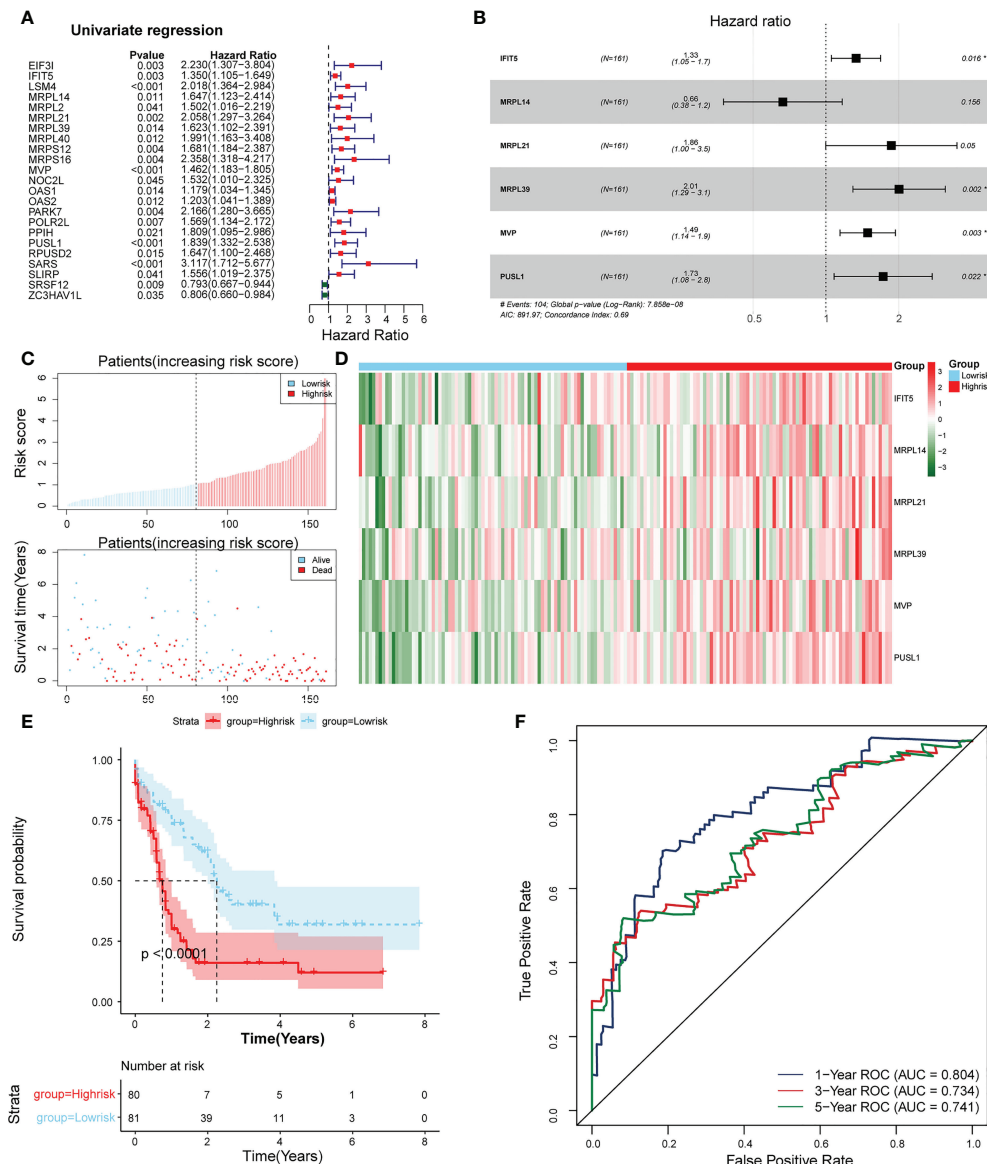 A
Univariate regression
Pvalue Hazard Ratio
EIF3I 0.003 2.230(1.307−3.804)
IFIT5 0.003 1.350(1.105−1.649)
LSM4 <0.001 2.018(1.364−2.984)
MRPL14 0.011 1.647(1.123−2.414)
MRPL2 0.041 1.502(1.016−2.219)
MRPL21 0.002 2.058(1.297−3.264)
MRPL39 0.014 1.623(1.102−2.391)
MRPL40 0.012 1.991(1.163−3.408)
MRPS12 0.004 1.681(1.184−2.387)
MRPS16 0.004 2.358(1.318−4.217)
MVP <0.001 1.462(1.183−1.805)
NOC2L 0.045 1.532(1.010−2.325)
OAS1 0.014 1.179(1.034−1.345)
OAS2 0.012 1.203(1.041−1.389)
PARK7 0.004 2.166(1.280−3.665)
POLR2L 0.007 1.569(1.134−2.172)
PPIH 0.021 1.809(1.095−2.986)
PUSL1 <0.001 1.839(1.332−2.538)
RPUSD2 0.015 1.647(1.100−2.468)
SARS <0.001 3.117(1.712−5.677)
SLIRP 0.041 1.556(1.019−2.375)
SRSF12 0.009 0.793(0.667−0.944)
ZC3HAV1L 0.035 0.806(0.660−0.984)
0 1 2 3 4 5 6
Hazard Ratio
B
Hazard ratio
IFIT5 (N=161) 1.33 (1.05 − 1.7) 0.016 *
MRPL14 (N=161) 0.66 (0.38 − 1.2) 0.156
MRPL21 (N=161) 1.86 (1.00 − 3.5) 0.05
MRPL39 (N=161) 2.01 (1.29 − 3.1) 0.002 *
MVP (N=161) 1.49 (1.14 − 1.9) 0.003 *
PUSL1 (N=161) 1.73 (1.08 − 2.8) 0.022 *
# Events: 104; Global p−value (Log−Rank): 7.858e−08
AIC: 891.97; Concordance Index: 0.69
0.5 1 2
C
Patients(increasing risk score)
Risk score
0 1 2 3 4 5 6
Lowrisk
Highrisk
0 50 100 150
Patients(increasing risk score)
Survival time(Years)
0 2 4 6 8
Alive
Dead
0 50 100 150
D
Group
IFIT5
MRPL14
MRPL21
MRPL39
MVP
PUSL1
3
2
1
0
−1
−2
−3
Group
Lowrisk
Highrisk
E
Strata group=Highrisk group=Lowrisk
Survival probability
1.00
0.75
0.50
0.25
0.00
p < 0.0001
0 2 4 6 8
Time(Years)
Number at risk
Strata
group=Highrisk 80 7 5 1 0
group=Lowrisk 81 39 11 3 0
0 2 4 6 8
Time(Years)
F
True Positive Rate
0.0 0.2 0.4 0.6 0.8 1.0
1−Year ROC (AUC = 0.804)
3−Year ROC (AUC = 0.734)
5−Year ROC (AUC = 0.741)
0.0 0.2 0.4 0.6 0.8 1.0
False Positive Rate